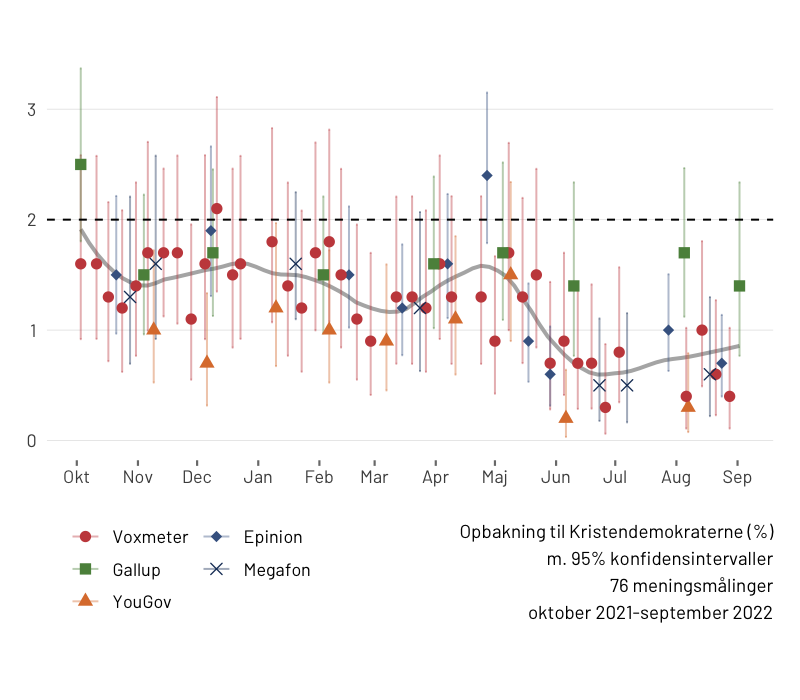 3
2
1
0
Okt Nov Dec Jan Feb Mar Apr Maj Jun Jul Aug Sep
Voxmeter Epinion
Gallup Megafon
YouGov
Opbakning til Kristendemokraterne (%)
m. 95% konfidensintervaller
76 meningsmålinger
oktober 2021-september 2022